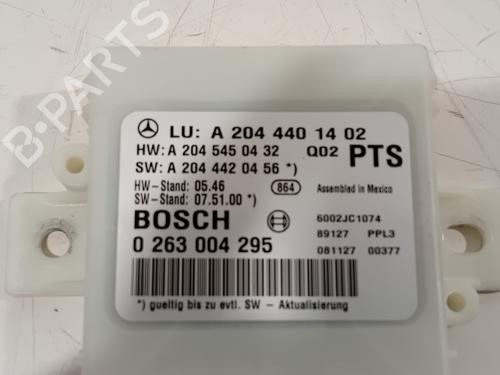 LU: A 204 440 14 02
HW: A 204 545 04 32 Q02 PTS
SW: A 204 442 04 56 *)
HW-Stand: 05.46 864 Assembled in Mexico
SW-Stand: 07.51.00 *)
BOSCH 6002JC1074
0 263 004 295 89127 PPL3
081127 00377
*) gueltig bis zu evtl. SW - Aktualisierung